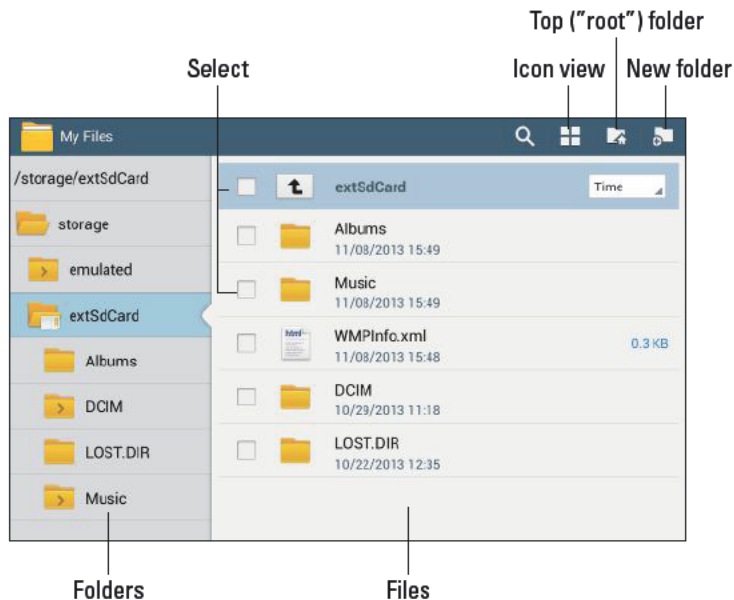 Top ("root") folder
Select
Icon view
New folder
My Files
/storage/extSdCard
storage
emulated
extSdCard
Albums
DCIM
LOST.DIR
Music
extSdCard
Time
Albums
11/08/2013 15:49
Music
11/08/2013 15:49
html
WMPInfo.xml
0.3 KB
11/08/2013 15:48
DCIM
10/29/2013 11:18
LOST.DIR
10/22/2013 12:35
Folders
Files